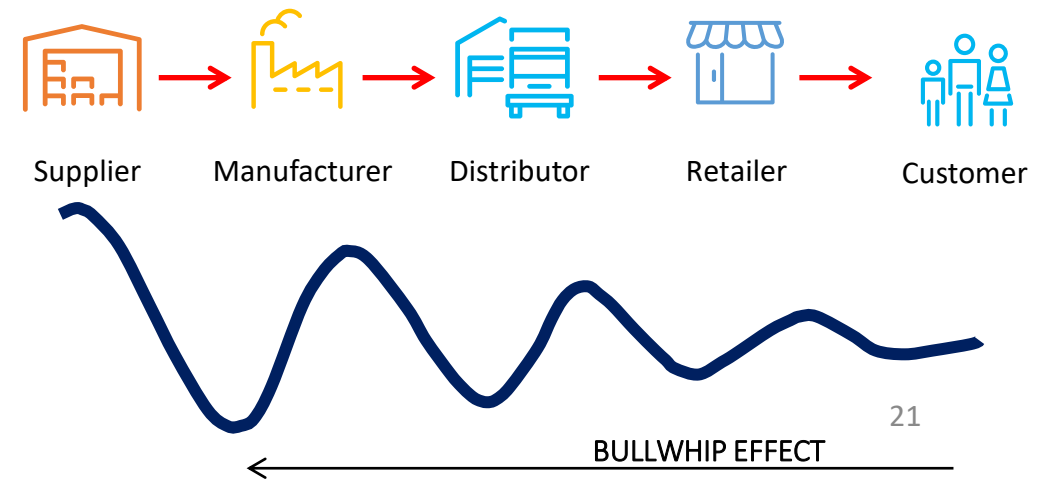 Supplier
Manufacturer
Distributor
Retailer
Customer
21
BULLWHIP EFFECT